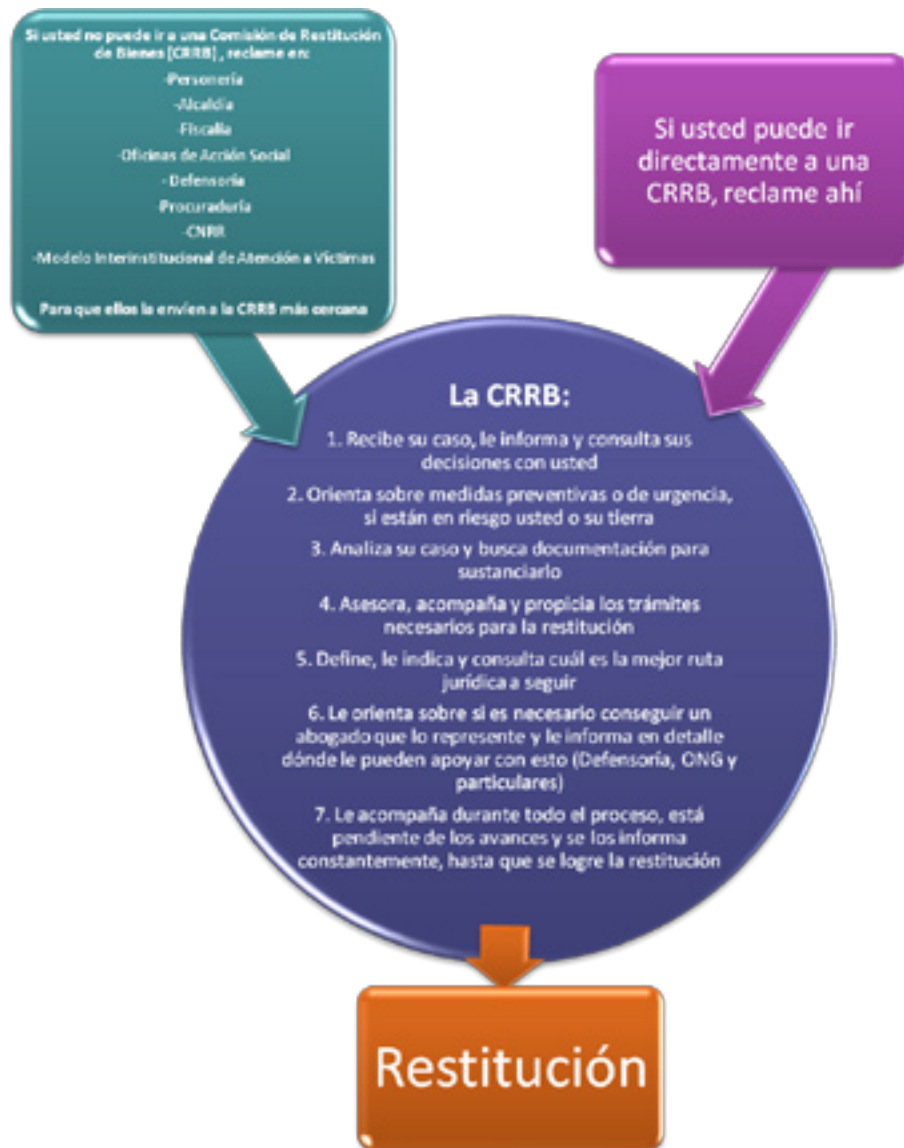 Si usted no puede ir a una Comisión de Restitución
de Bienes [CRRB] , reclame en:
-Personería
-Alcaldía
-Fiscalía
-Oficinas de Acción Social
- Defensoría
-Procuraduría
-CNRR
-Modelo Interinstitucional de Atención a Víctimas
Para que ellos la envíen a la CRRB más cercana
Si usted puede ir
directamente a una
CRRB, reclame ahí
La CRRB:
1. Recibe su caso, le informa y consulta sus
decisiones con usted
2. Orienta sobre medidas preventivas o de urgencia,
si están en riesgo usted o su tierra
3. Analiza su caso y busca documentación para
sustanciarlo
4. Asesora, acompaña y propicia los trámites
necesarios para la restitución
5. Define, le indica y consulta cuál es la mejor ruta
jurídica a seguir
6. Le orienta sobre si es necesario conseguir un
abogado que lo represente y le informa en detalle
dónde le pueden apoyar con esto (Defensoría, ONG y
particulares)
7. Le acompaña durante todo el proceso, está
pendiente de los avances y se los informa
constantemente, hasta que se logre la restitución
Restitución